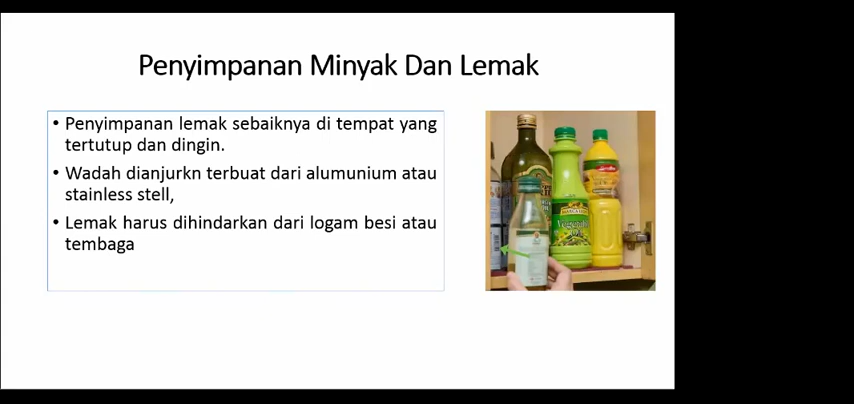 Penyimpanan Minyak Dan Lemak
• Penyimpanan lemak sebaiknya di tempat yang
tertutup dan dingin.
• Wadah dianjurkn terbuat dari alumunium atau
stainless stell,
• Lemak harus dihindarkan dari logam besi atau
tembaga
Vegetable